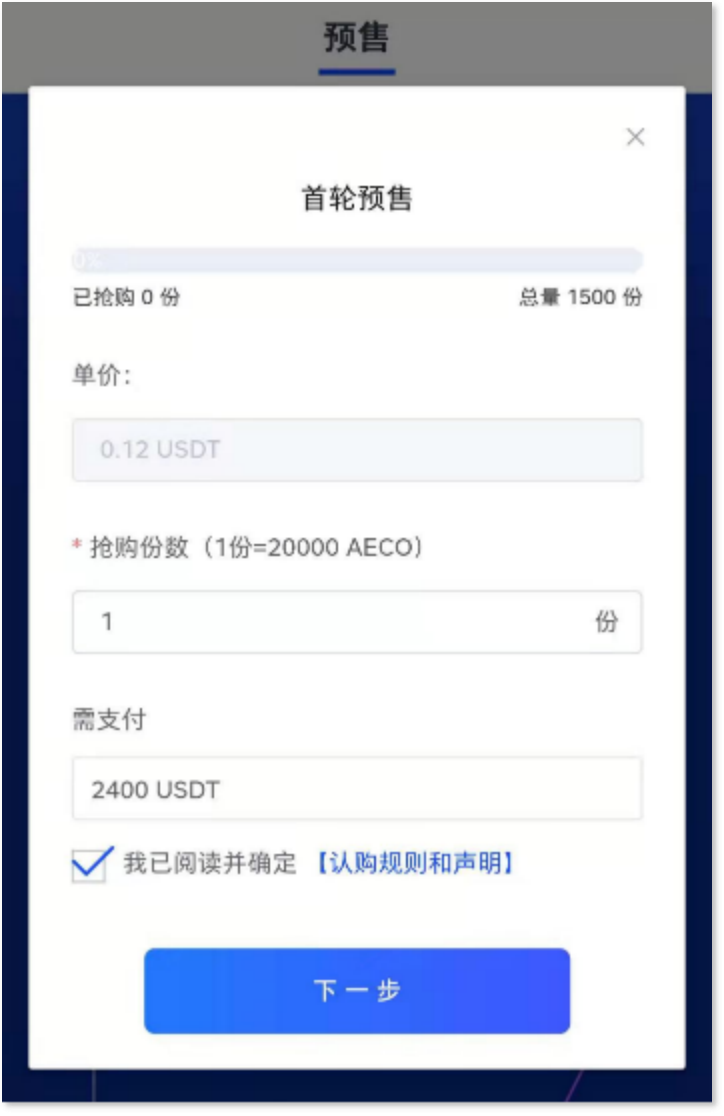 预售
首轮预售
0%
已抢购 0 份 总量 1500 份
单价:
0.12 USDT
* 抢购份数（1份=20000 AECO）
1 份
需支付
2400 USDT
我已阅读并确定 【认购规则和声明】
下一步